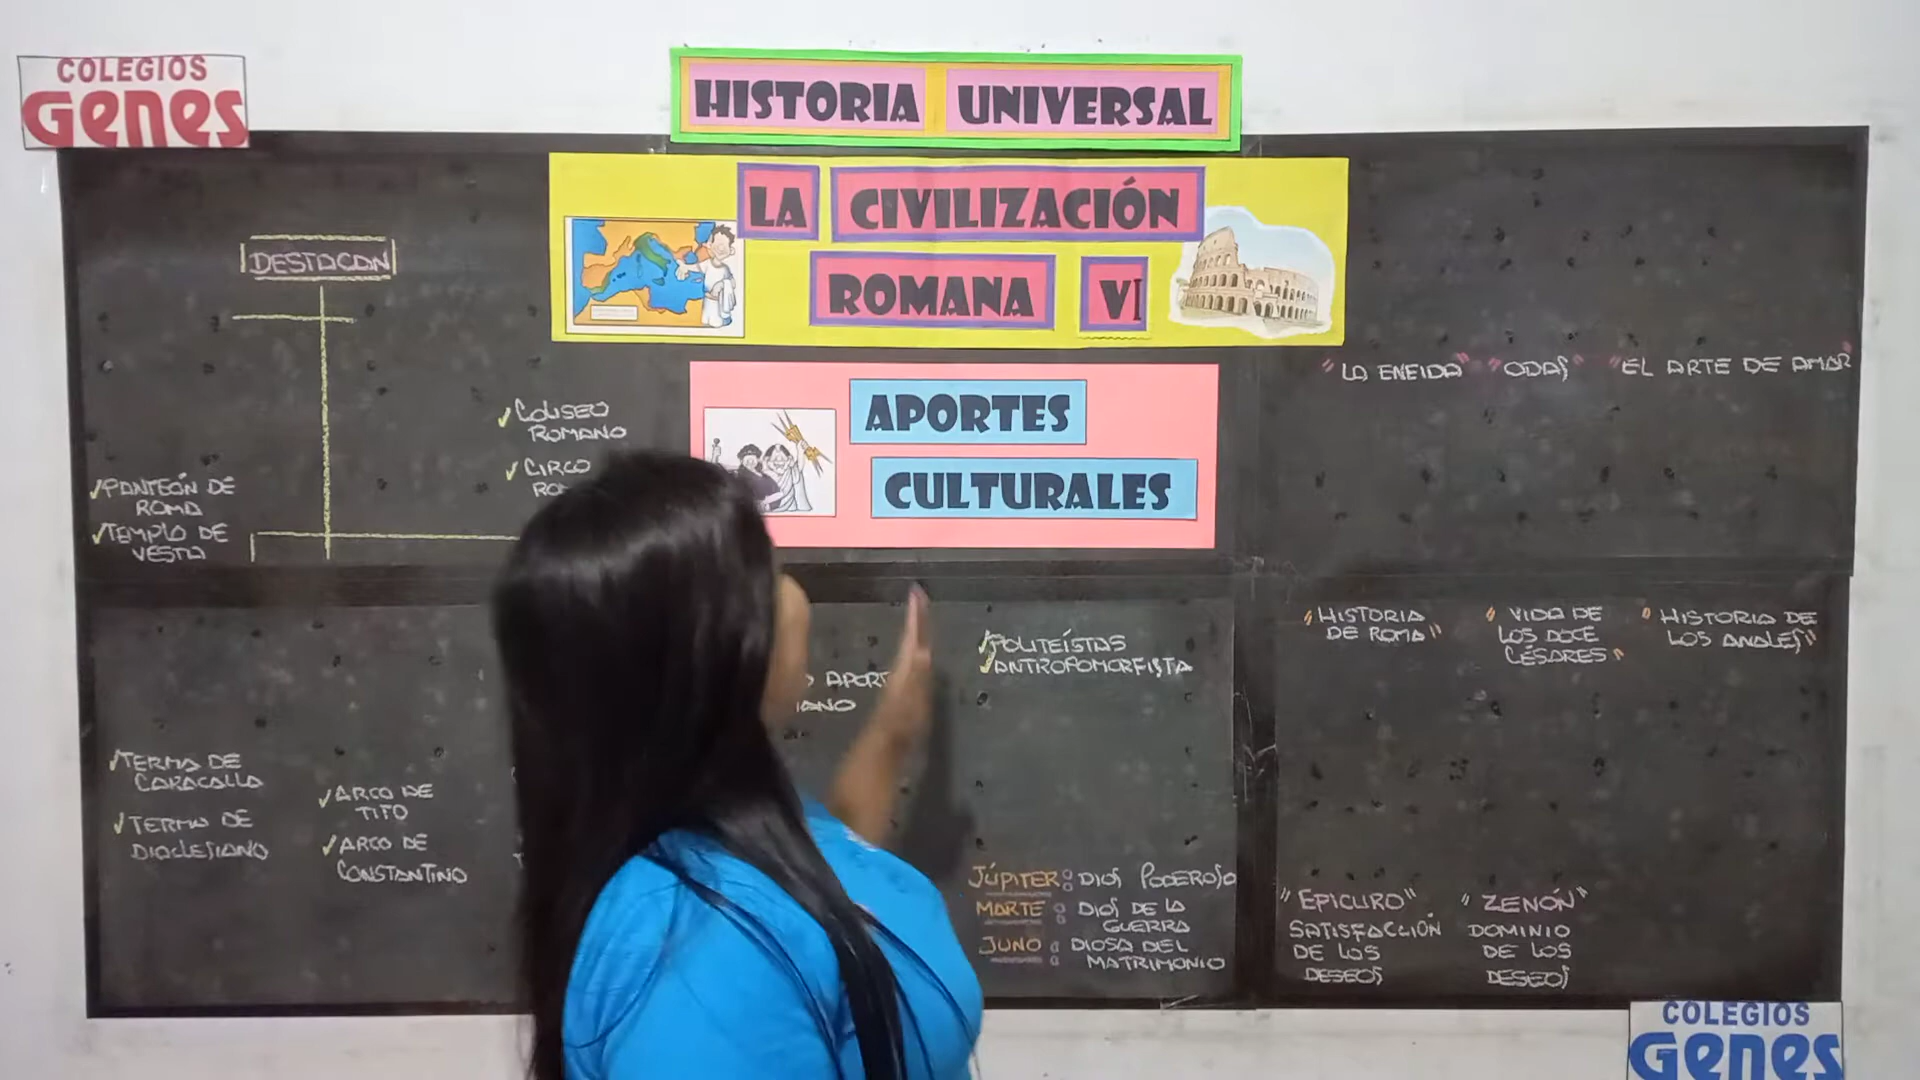 COLEGIOS
Genes
HISTORIA UNIVERSAL
LA CIVILIZACIÓN
ROMANA VI
APORTES
CULTURALES
DESTACAN
✓PANTEÓN DE
ROMA
✓TEMPLO DE
VESTA
✓COLISEO
ROMANO
✓CIRCO
✓TERMA DE
CARACALLA
✓TERMA DE
DIOCLESIANO
✓ARCO DE
TITO
✓ARCO DE
CONSTANTINO
✓POLITEÍSTAS
✓ANTROPOMORFISTA
JÚPITER: DIOS PODEROSO
MARTE: DIOS DE LA
GUERRA
JUNO: DIOSA DEL
MATRIMONIO
"LA ENEIDA" "ODAS" "EL ARTE DE AMAR
"HISTORIA
DE ROMA"
"VIDA DE
LOS DOCE
CÉSARES"
"HISTORIA DE
LOS ANALES"
"EPICURO"
SATISFACCIÓN
DE LOS
DESEOS
"ZENÓN"
DOMINIO
DE LOS
DESEOS
COLEGIOS
Genes